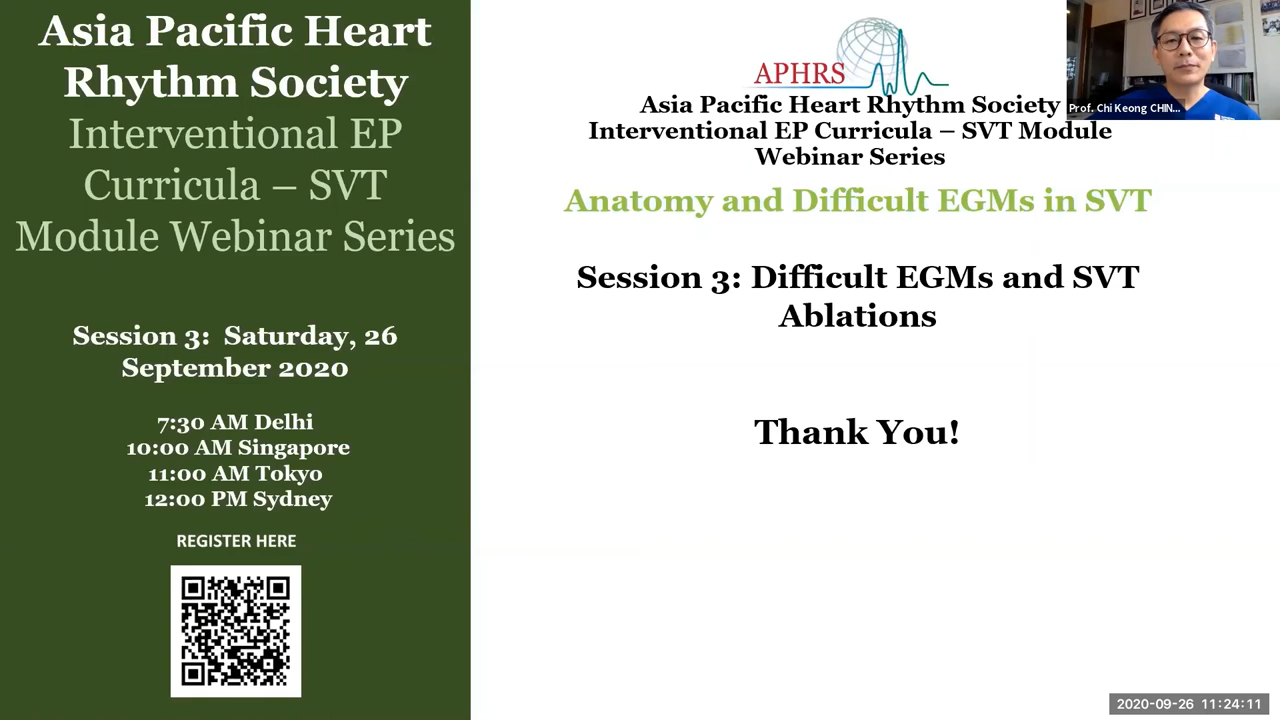 Asia Pacific Heart
Rhythm Society
Interventional EP
Curricula – SVT
Module Webinar Series
Session 3:  Saturday, 26
September 2020
7:30 AM Delhi
10:00 AM Singapore
11:00 AM Tokyo
12:00 PM Sydney
REGISTER HERE
APHRS
Asia Pacific Heart Rhythm Society
Interventional EP Curricula – SVT Module
Webinar Series
Anatomy and Difficult EGMs in SVT
Session 3: Difficult EGMs and SVT
Ablations
Thank You!
Prof. Chi Keong CHIN...
2020-09-26 11:24:11